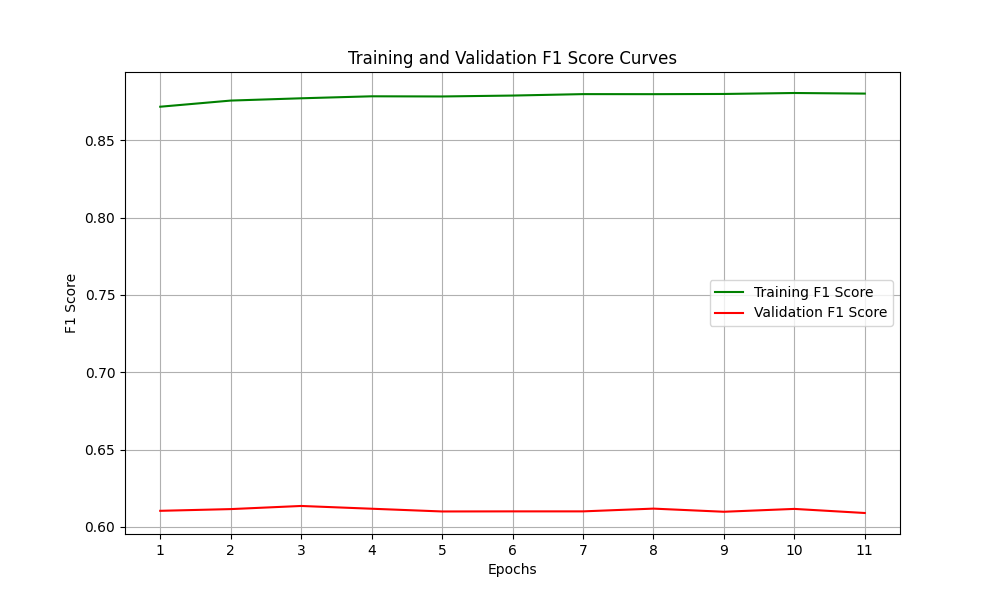 Training and Validation F1 Score Curves
F1 Score
0.85
0.80
0.75
0.70
0.65
0.60
Training F1 Score
Validation F1 Score
1 2 3 4 5 6 7 8 9 10 11
Epochs